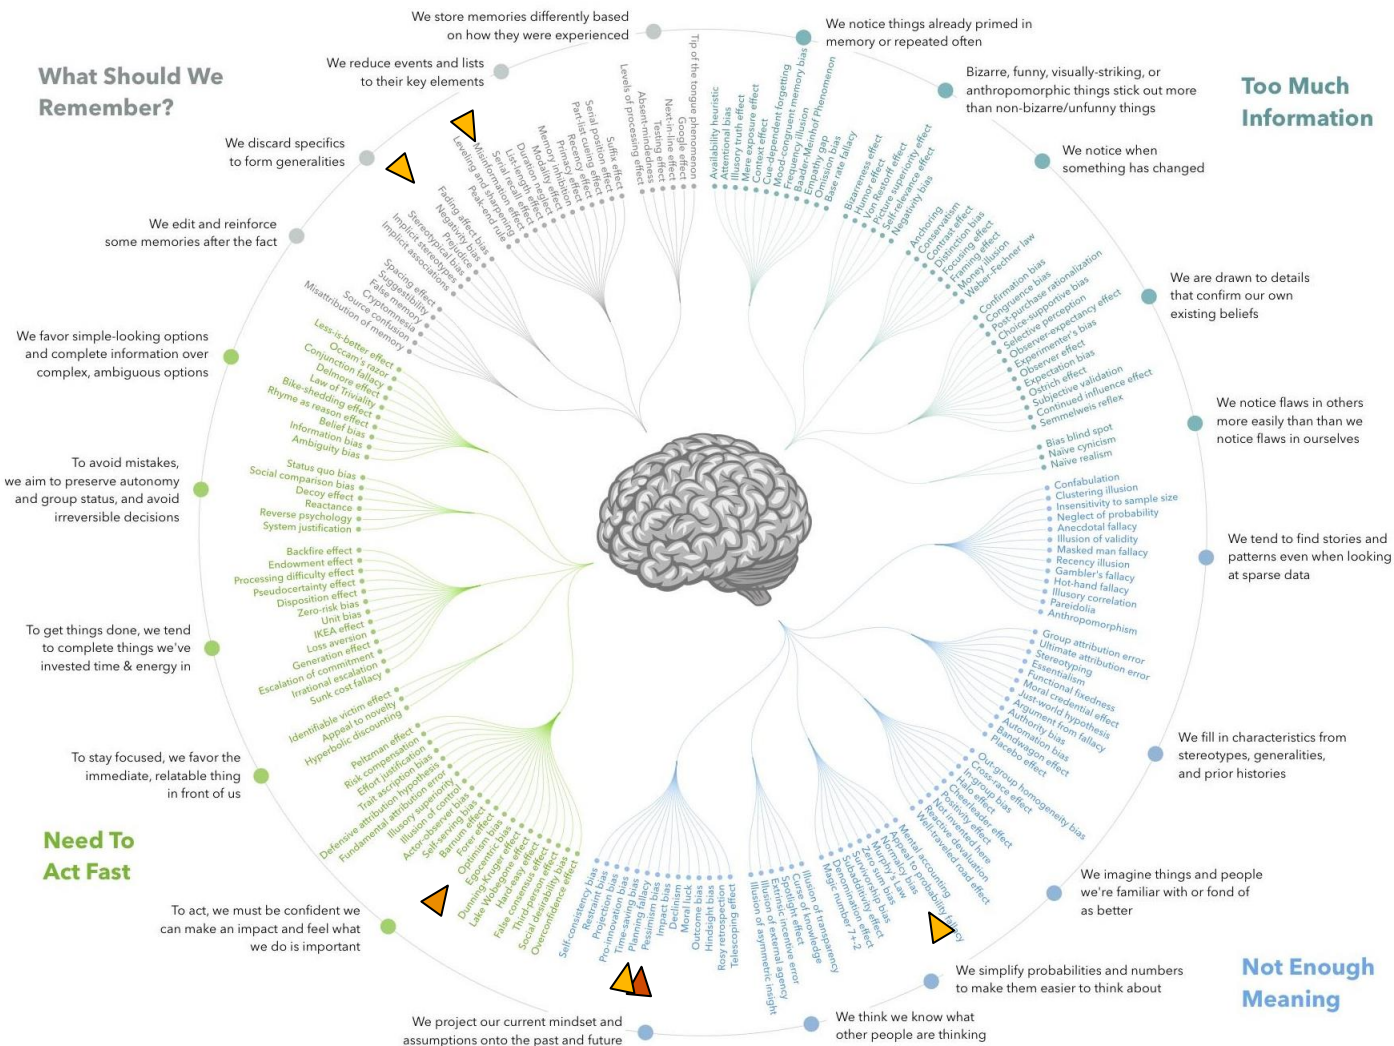 What Should We
Remember?
We store memories differently based
on how they were experienced
We reduce events and lists
to their key elements
We discard specifics
to form generalities
We edit and reinforce
some memories after the fact
Tip of the tongue phenomenon
Google effect
Next-in-line effect
Testing effect
Absent-mindedness
Levels of processing effect
Suffix effect
Serial position effect
Part-list cueing effect
Recency effect
Primacy effect
Memory inhibition
Modality effect
Duration neglect
List-length effect
Serial recall effect
Misinformation effect
Leveling and sharpening
Peak-end rule
Fading affect bias
Negativity bias
Prejudice
Stereotypical bias
Implicit stereotypes
Implicit associations
Spacing effect
Suggestibility
False memory
Cryptomnesia
Source confusion
Misattribution of memory
Too Much
Information
We notice things already primed in
memory or repeated often
Bizarre, funny, visually-striking, or
anthropomorphic things stick out more
than non-bizarre/unfunny things
We notice when
something has changed
We are drawn to details
that confirm our own
existing beliefs
We notice flaws in others
more easily than than we
notice flaws in ourselves
Availability heuristic
Attentional bias
Illusory truth effect
Mere exposure effect
Context effect
Cue-dependent forgetting
Mood-congruent memory bias
Frequency illusion
Baader-Meinhof Phenomenon
Empathy gap
Omission bias
Base rate fallacy
Bizarreness effect
Humor effect
Von Restorff effect
Picture superiority effect
Self-relevance effect
Negativity bias
Anchoring
Conservatism
Contrast effect
Distinction bias
Focusing effect
Framing effect
Money illusion
Weber–Fechner law
Confirmation bias
Congruence bias
Post-purchase rationalization
Choice-supportive bias
Selective perception
Observer-expectancy effect
Experimenter's bias
Observer effect
Expectation bias
Ostrich effect
Subjective validation
Continued influence effect
Semmelweis reflex
Bias blind spot
Naïve cynicism
Naïve realism
Not Enough
Meaning
We tend to find stories and
patterns even when looking
at sparse data
We fill in characteristics from
stereotypes, generalities,
and prior histories
We imagine things and people
we're familiar with or fond of
as better
We simplify probabilities and numbers
to make them easier to think about
We think we know what
other people are thinking
We project our current mindset and
assumptions onto the past and future
Confabulation
Clustering illusion
Insensitivity to sample size
Neglect of probability
Anecdotal fallacy
Illusion of validity
Masked man fallacy
Recency illusion
Gambler's fallacy
Hot-hand fallacy
Illusory correlation
Pareidolia
Anthropomorphism
Group attribution error
Ultimate attribution error
Stereotyping
Essentialism
Functional fixedness
Moral credential effect
Just-world hypothesis
Argument from fallacy
Authority bias
Automation bias
Bandwagon effect
Placebo effect
Out-group homogeneity bias
Cross-race effect
In-group bias
Halo effect
Cheerleader effect
Positivity effect
Not invented here
Reactive devaluation
Well-traveled road effect
Mental accounting
Appeal to probability fallacy
Normalcy bias
Murphy's Law
Zero sum bias
Survivorship bias
Subadditivity effect
Denomination effect
Magic number 7+-2
Illusion of transparency
Curse of knowledge
Spotlight effect
Extrinsic incentive error
Illusion of external agency
Illusion of asymmetric insight
Telescoping effect
Rosy retrospection
Hindsight bias
Outcome bias
Moral luck
Declinism
Impact bias
Pessimism bias
Planning fallacy
Time-saving bias
Pro-innovation bias
Projection bias
Restraint bias
Self-consistency bias
Need To
Act Fast
We favor simple-looking options
and complete information over
complex, ambiguous options
To avoid mistakes,
we aim to preserve autonomy
and group status, and avoid
irreversible decisions
To get things done, we tend
to complete things we've
invested time & energy in
To stay focused, we favor the
immediate, relatable thing
in front of us
To act, we must be confident we
can make an impact and feel what
we do is important
Less-is-better effect
Occam's razor
Conjunction fallacy
Delmore effect
Law of Triviality
Bike-shedding effect
Rhyme as reason effect
Belief bias
Information bias
Ambiguity bias
Status quo bias
Social comparison bias
Decoy effect
Reactance
Reverse psychology
System justification
Backfire effect
Endowment effect
Processing difficulty effect
Pseudocertainty effect
Disposition effect
Zero-risk bias
Unit bias
IKEA effect
Loss aversion
Generation effect
Escalation of commitment
Irrational escalation
Sunk cost fallacy
Identifiable victim effect
Appeal to novelty
Hyperbolic discounting
Peltzman effect
Risk compensation
Effort justification
Trait ascription bias
Defensive attribution hypothesis
Fundamental attribution error
Illusory superiority
Illusion of control
Actor-observer bias
Self-serving bias
Barnum effect
Forer effect
Optimism bias
Egocentric bias
Dunning-Kruger effect
Lake Wobegone effect
Hard-easy effect
False consensus effect
Third-person effect
Social desirability bias
Overconfidence effect